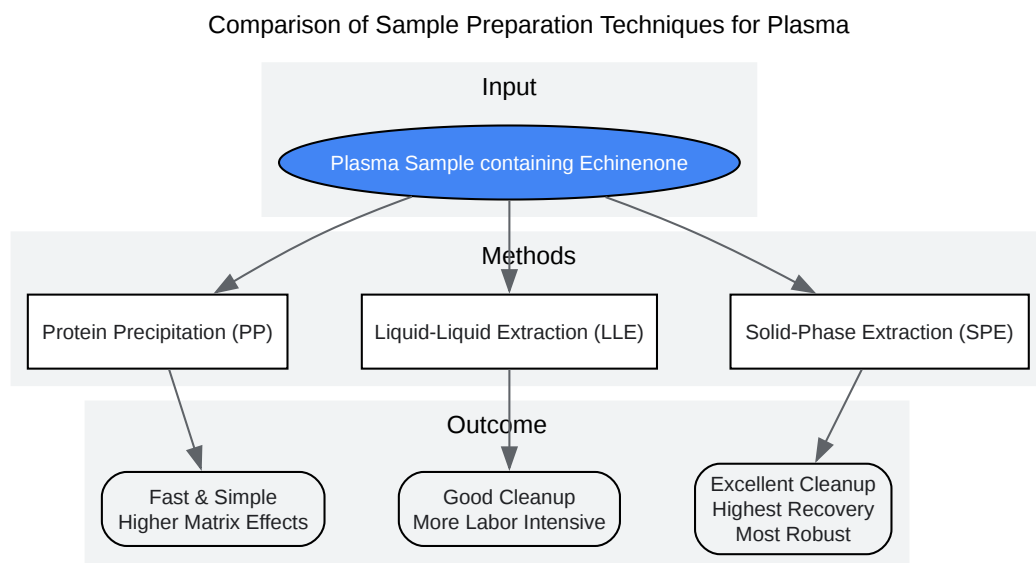 Comparison of Sample Preparation Techniques for Plasma
Input
Plasma Sample containing Echinenone
Methods
Protein Precipitation (PP)
Liquid-Liquid Extraction (LLE)
Solid-Phase Extraction (SPE)
Outcome
Fast & Simple
Higher Matrix Effects
Good Cleanup
More Labor Intensive
Excellent Cleanup
Highest Recovery
Most Robust